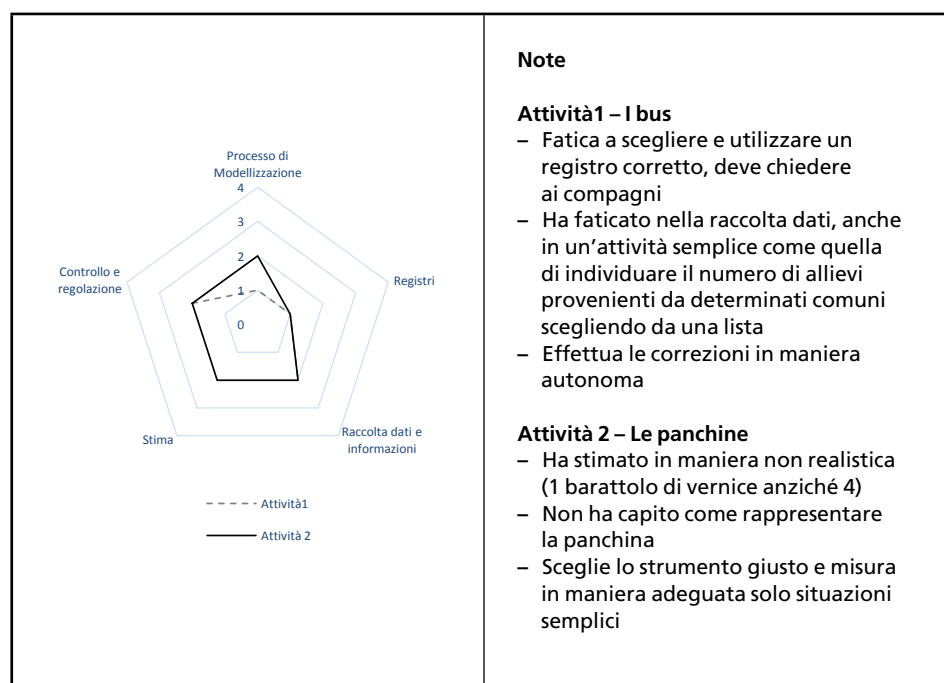 Processo di
Modellizzazione
4
3
2
1
0
Registri
Raccolta dati e
informazioni
Stima
Controllo e
regolazione
Attività1
Attività 2
Note
Attività1 – I bus
– Fatica a scegliere e utilizzare un
registro corretto, deve chiedere
ai compagni
– Ha faticato nella raccolta dati, anche
in un’attività semplice come quella
di individuare il numero di allievi
provenienti da determinati comuni
scegliendo da una lista
– Effettua le correzioni in maniera
autonoma
Attività 2 – Le panchine
– Ha stimato in maniera non realistica
(1 barattolo di vernice anziché 4)
– Non ha capito come rappresentare
la panchina
– Sceglie lo strumento giusto e misura
in maniera adeguata solo situazioni
semplici